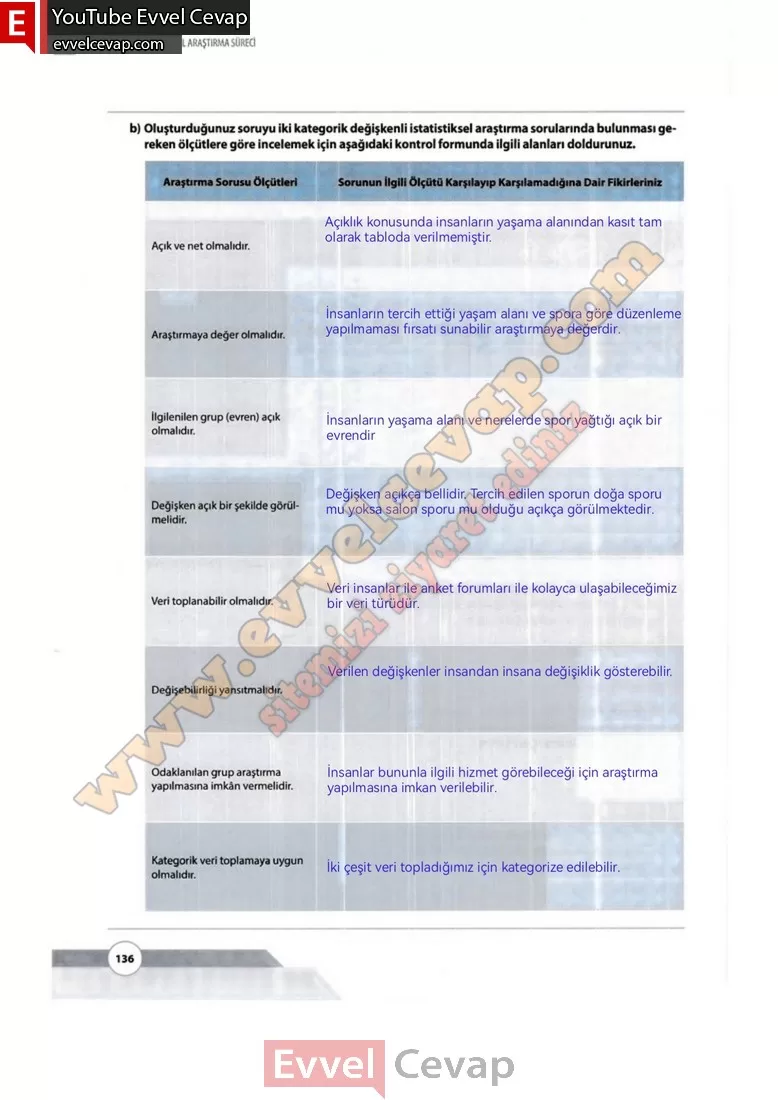 E YouTube Evvel Cevap
evvelcevap.com L ARAŞTIRMA SÜRECİ
b) Oluşturduğunuz soruyu iki kategorik değişkenli istatistiksel araştırma sorularında bulunması ge-
reken ölçütlere göre incelemek için aşağıdaki kontrol formunda ilgili alanları doldurunuz.
Araştırma Sorusu Ölçütleri
Sorunun İlgili Ölçütü Karşılayıp Karşılamadığına Dair Fikirleriniz
Açık ve net olmalıdır.
Açıklık konusunda insanların yaşama alanından kasıt tam
olarak tabloda verilmemiştir.
Araştırmaya değer olmalıdır.
İnsanların tercih ettiği yaşam alanı ve spora göre düzenleme
yapılmaması fırsatı sunabilir araştırmaya değerdir.
İlgilenilen grup (evren) açık
olmalıdır.
İnsanların yaşama alanı ve nerelerde spor yağtığı açık bir
evrendir
Değişken açık bir şekilde görül-
melidir.
Değişken açıkça bellidir. Tercih edilen sporun doğa sporu
mu yoksa salon sporu mu olduğu açıkça görülmektedir.
Veri toplanabilir olmalıdır.
Veri insanlar ile anket forumları ile kolayca ulaşabileceğimiz
bir veri türüdür.
Değişebilirliği yansıtmalıdır.
Verilen değişkenler insandan insana değişiklik gösterebilir.
Odaklanılan grup araştırma
yapılmasına imkân vermelidir.
İnsanlar bununla ilgili hizmet görebileceği için araştırma
yapılmasına imkan verilebilir.
Kategorik veri toplamaya uygun
olmalıdır.
İki çeşit veri topladığımız için kategorize edilebilir.
www.evvelcevap.com
sitemizi ziyaret ediniz
136
Evvel Cevap